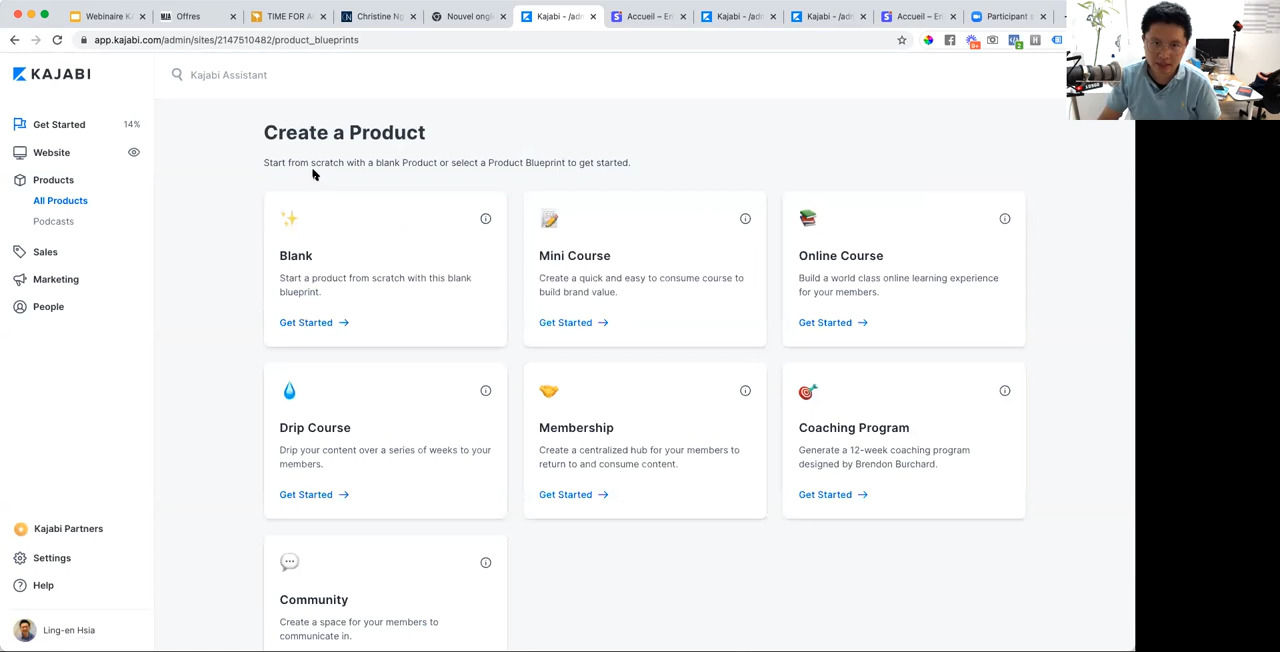 Webinaire K
Offres
TIME FOR A
Christine Ng
Nouvel ongl
Kajabi - /adm
Accueil – En
Kajabi - /adm
Kajabi - /adm
Accueil – En
Participant s
app.kajabi.com/admin/sites/2147510482/product_blueprints
KAJABI
Kajabi Assistant
Get Started 14%
Website
Products
All Products
Podcasts
Sales
Marketing
People
Kajabi Partners
Settings
Help
Ling-en Hsia
Create a Product
Start from scratch with a blank Product or select a Product Blueprint to get started.
Blank
Start a product from scratch with this blank
blueprint.
Get Started →
Mini Course
Create a quick and easy to consume course to
build brand value.
Get Started →
Online Course
Build a world class online learning experience
for your members.
Get Started →
Drip Course
Drip your content over a series of weeks to your
members.
Get Started →
Membership
Create a centralized hub for your members to
return to and consume content.
Get Started →
Coaching Program
Generate a 12-week coaching program
designed by Brendon Burchard.
Get Started →
Community
Create a space for your members to
communicate in.